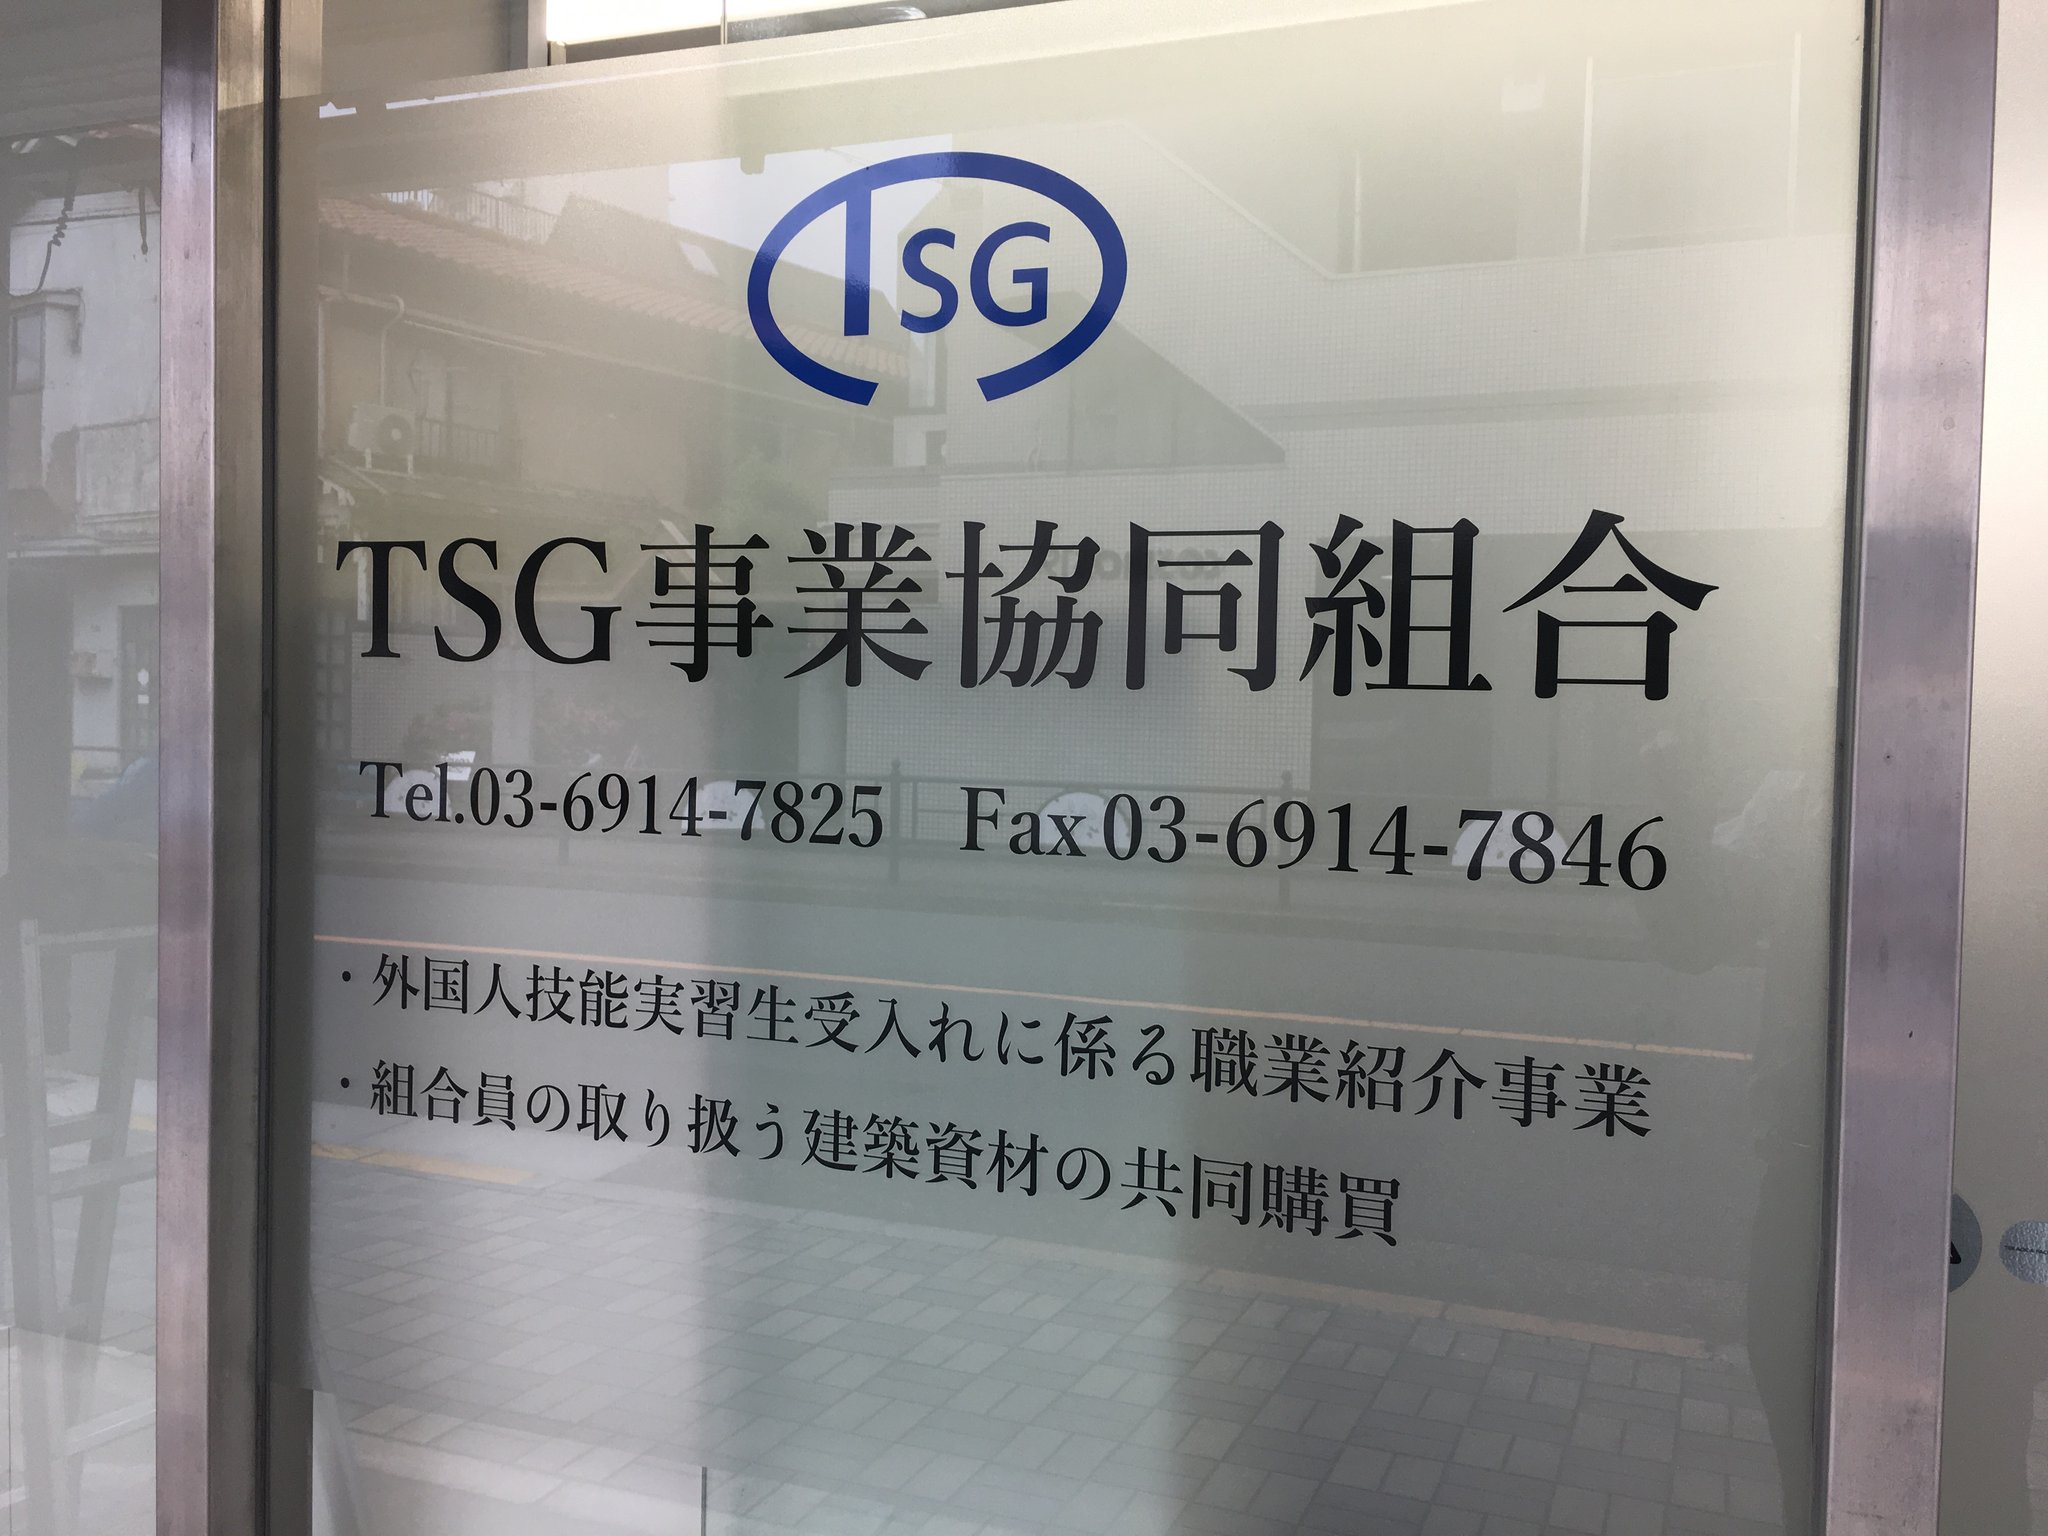 TSG
TSG事業協同組合
Tel.03-6914-7825 Fax 03-6914-7846
・外国人技能実習生受入れに係る職業紹介事業
・組合員の取り扱う建築資材の共同購買